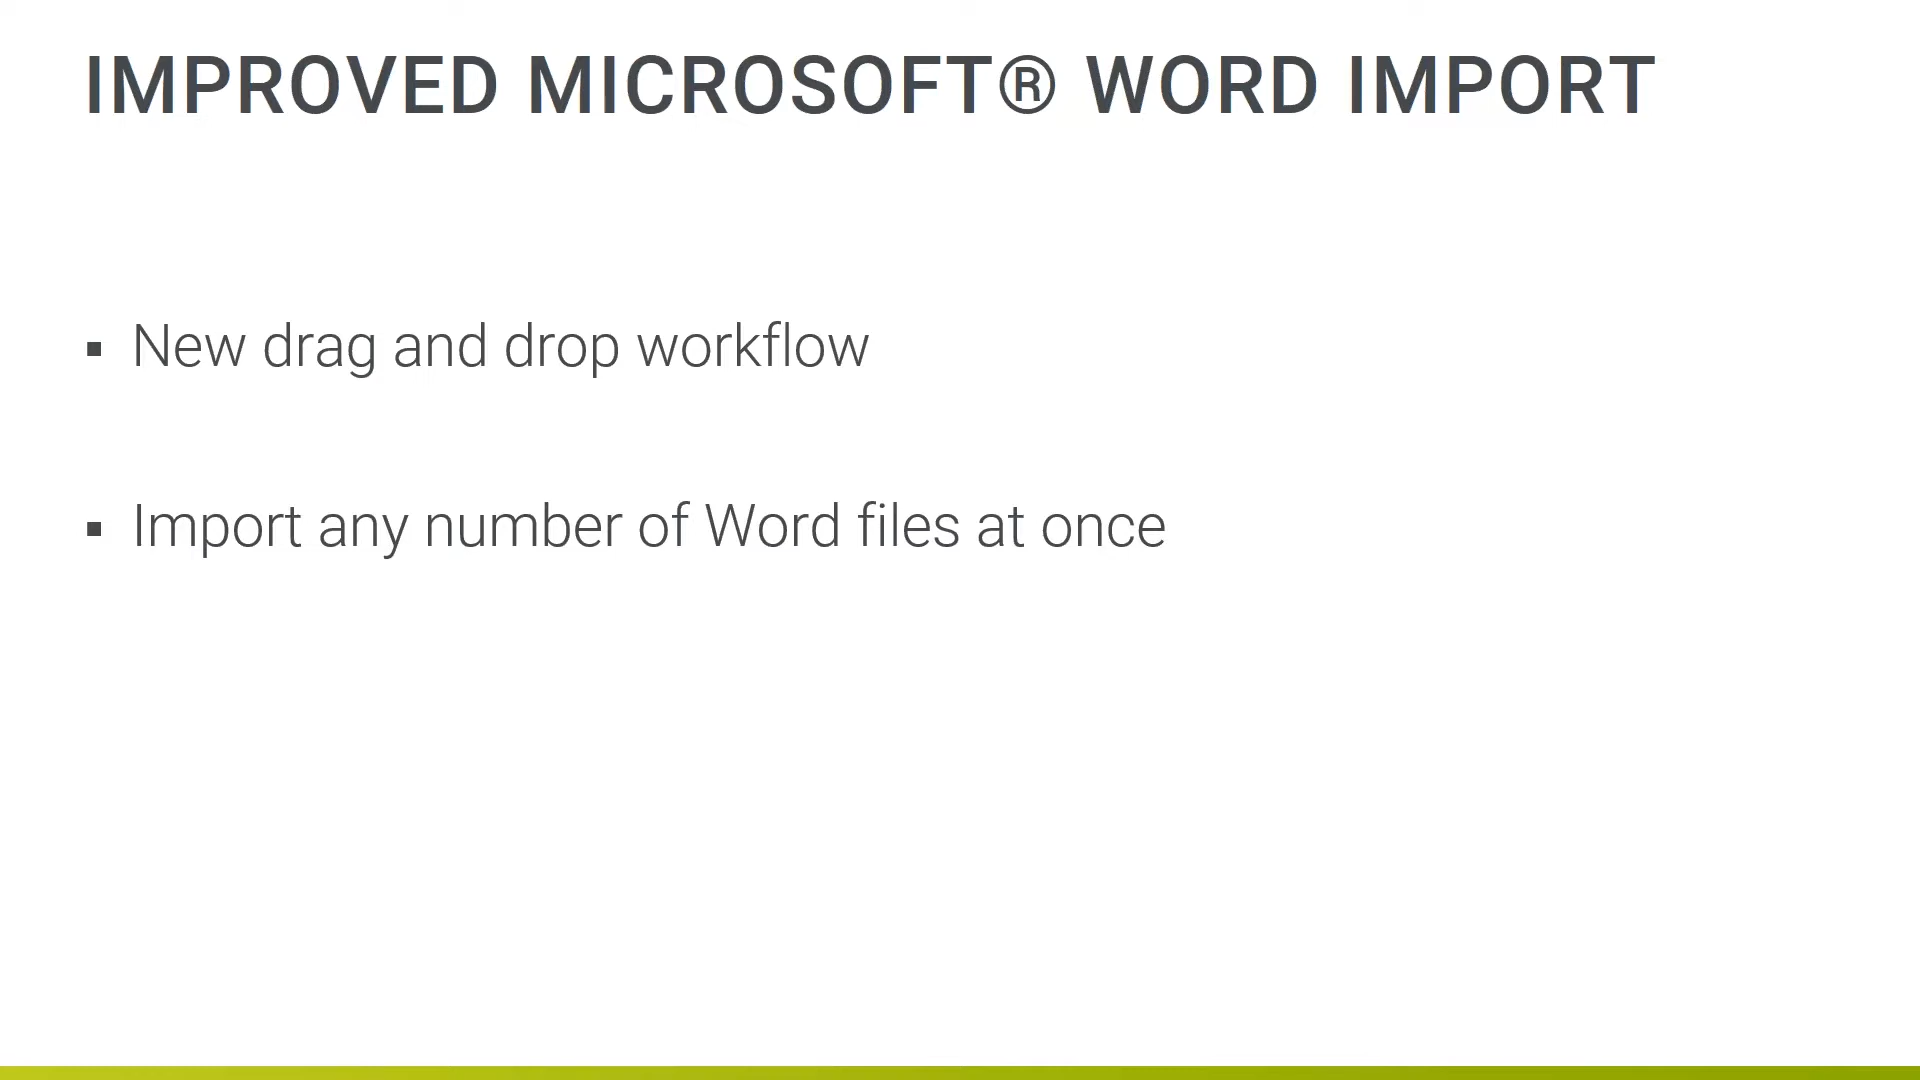 IMPROVED MICROSOFT® WORD IMPORT
▪ New drag and drop workflow
▪ Import any number of Word files at once